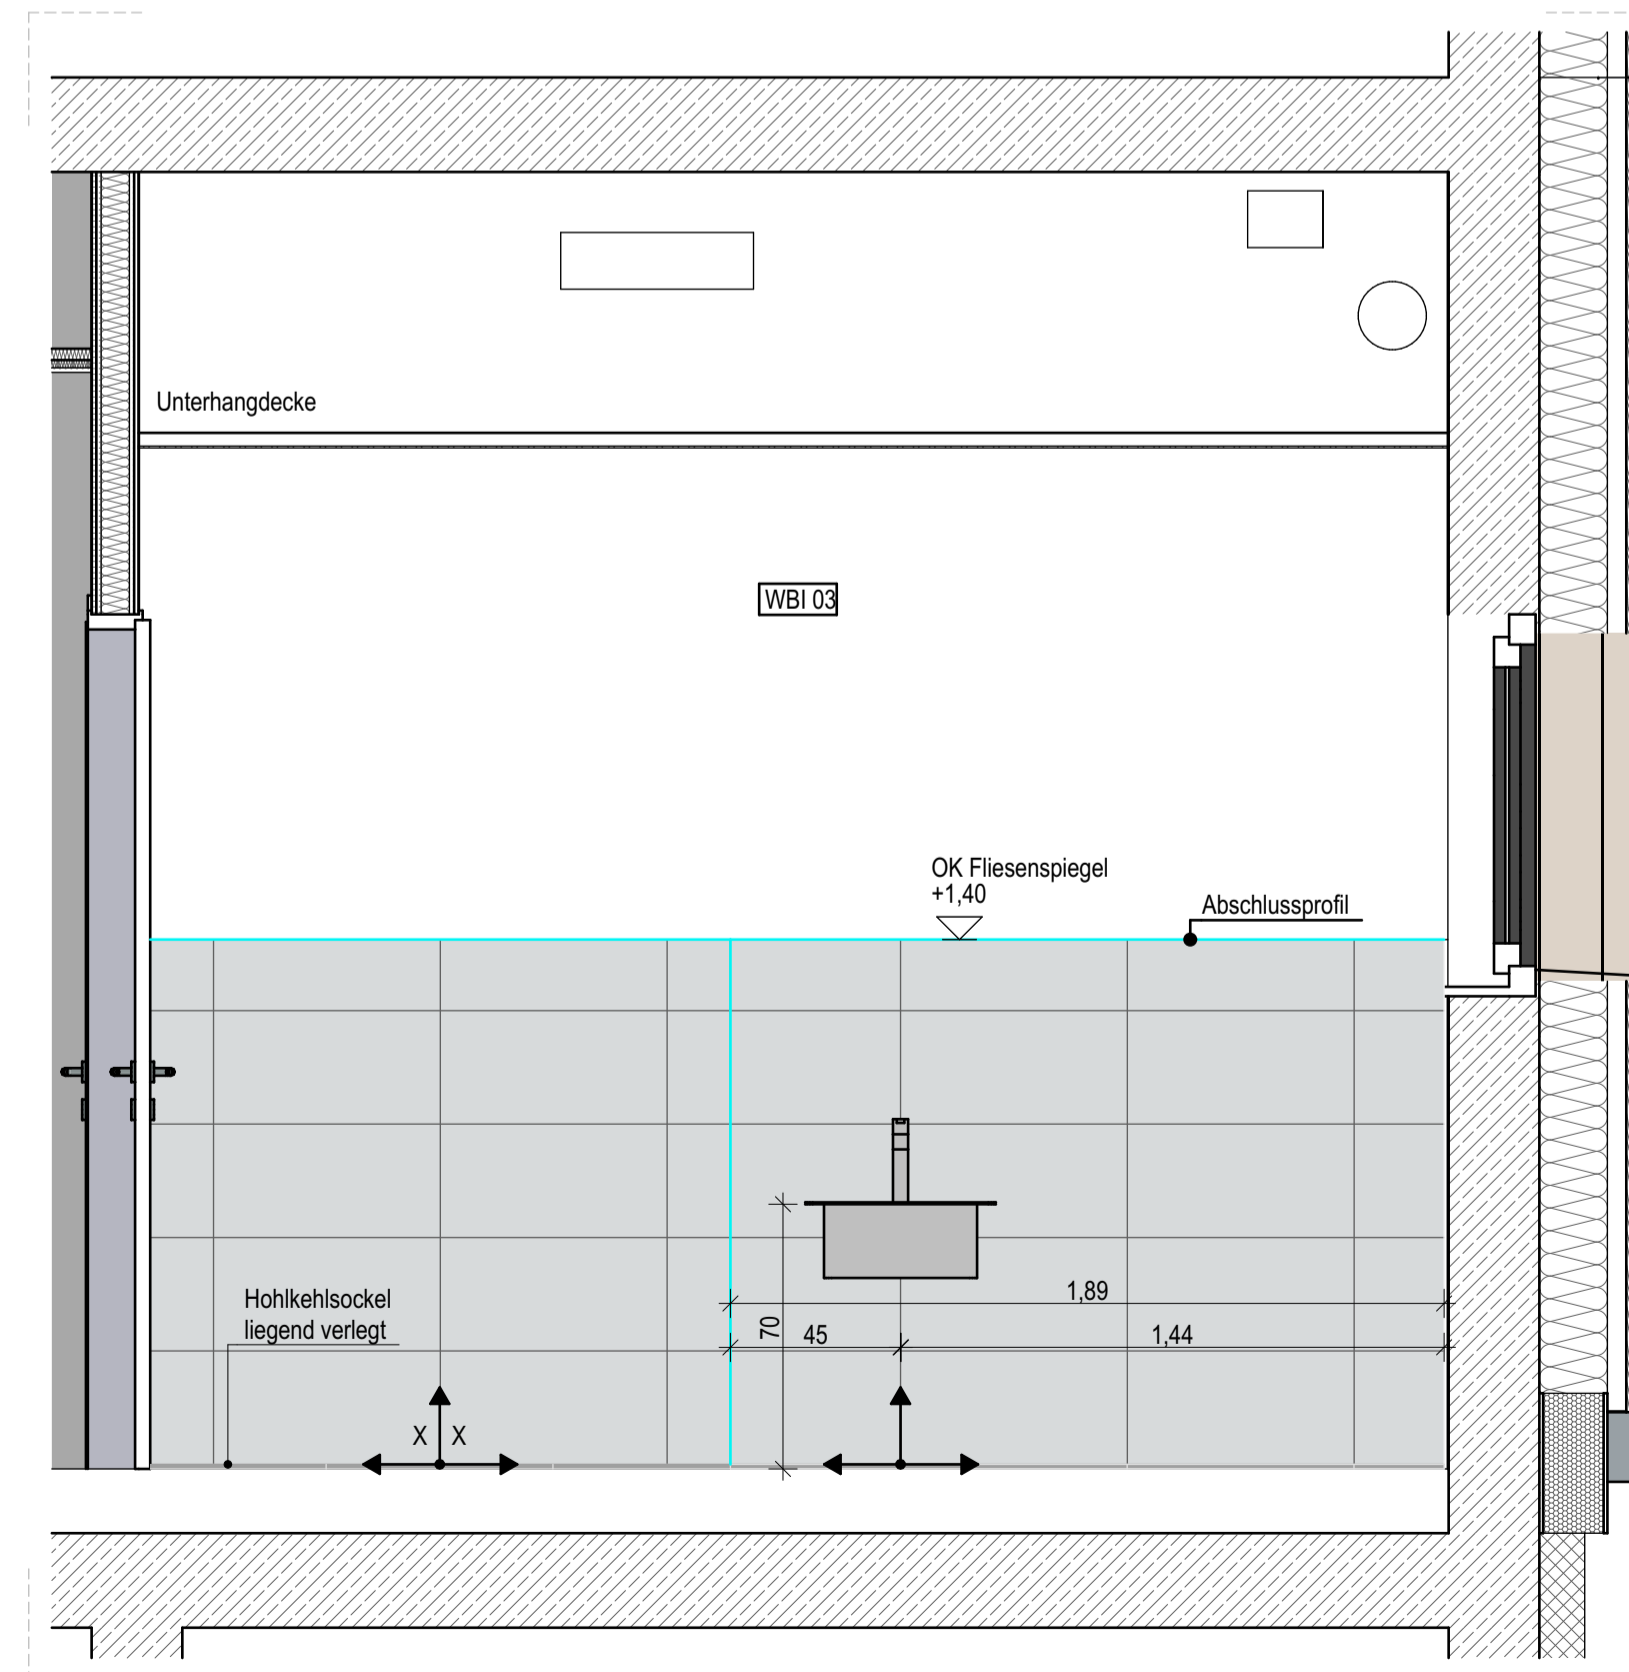 Unterhangdecke
WBI 03
OK Fliesenspiegel
+1,40
Abschlussprofil
Hohlkehlsockel
liegend verlegt
1,89
70
45
1,44
X X